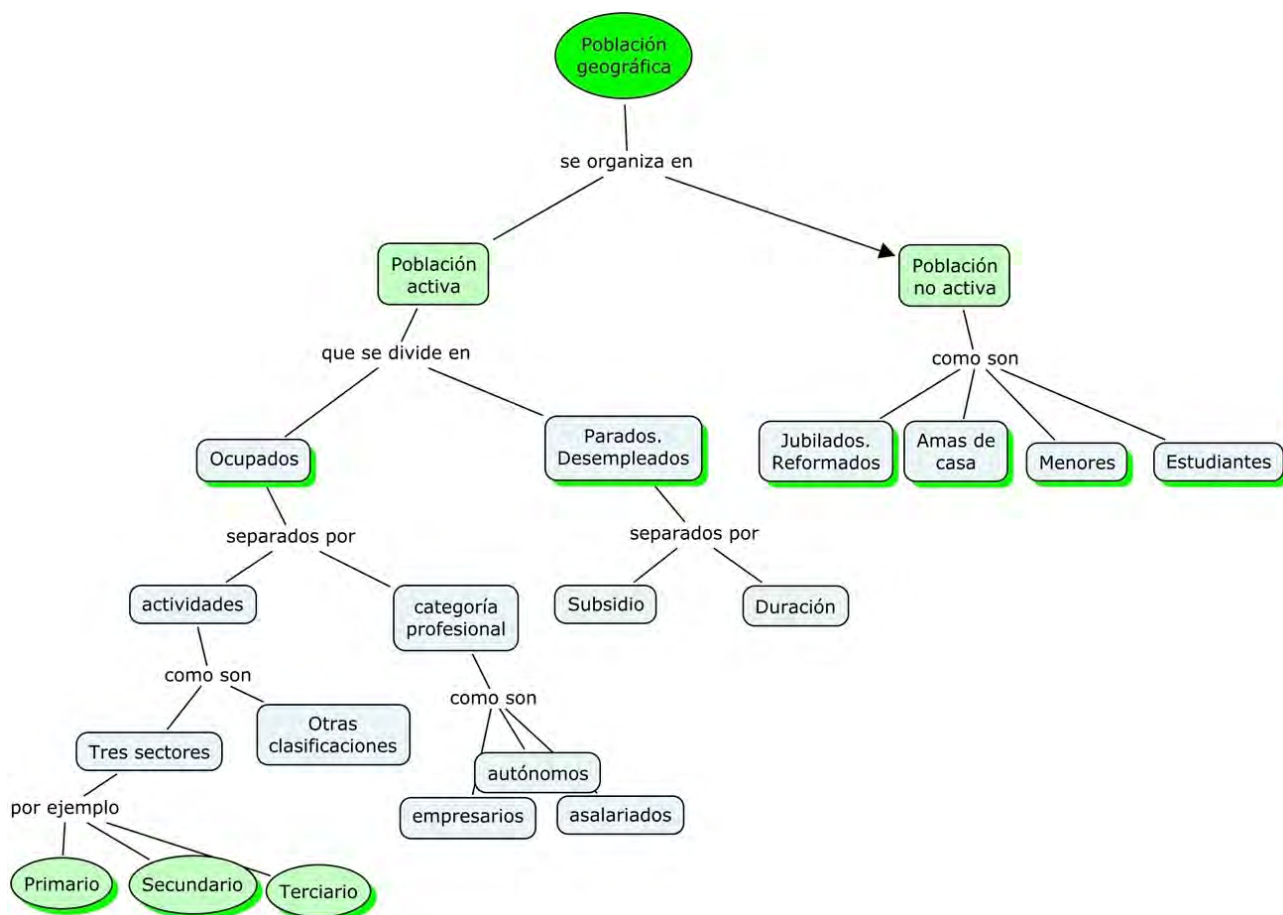 Población
geográfica
se organiza en
Población
activa
Población
no activa
que se divide en
como son
Ocupados
Parados.
Desempleados
Jubilados.
Reformados
Amas de
casa
Menores
Estudiantes
separados por
separados por
actividades
categoría
profesional
Subsidio
Duración
como son
como son
Tres sectores
Otras
clasificaciones
autónomos
empresarios
asalariados
por ejemplo
Primario
Secundario
Terciario